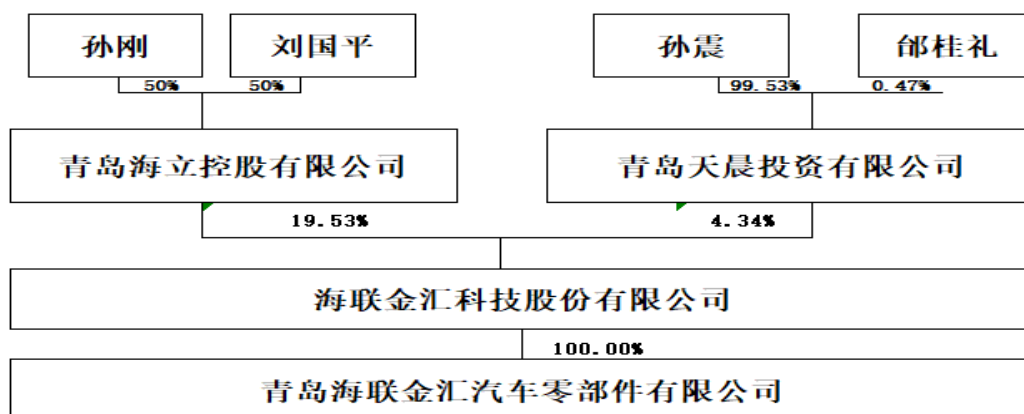 孙刚 刘国平 孙震 邰桂礼
50% 50% 99.53% 0.47%
青岛海立控股有限公司 青岛天晨投资有限公司
19.53% 4.34%
海联金汇科技股份有限公司
100.00%
青岛海联金汇汽车零部件有限公司